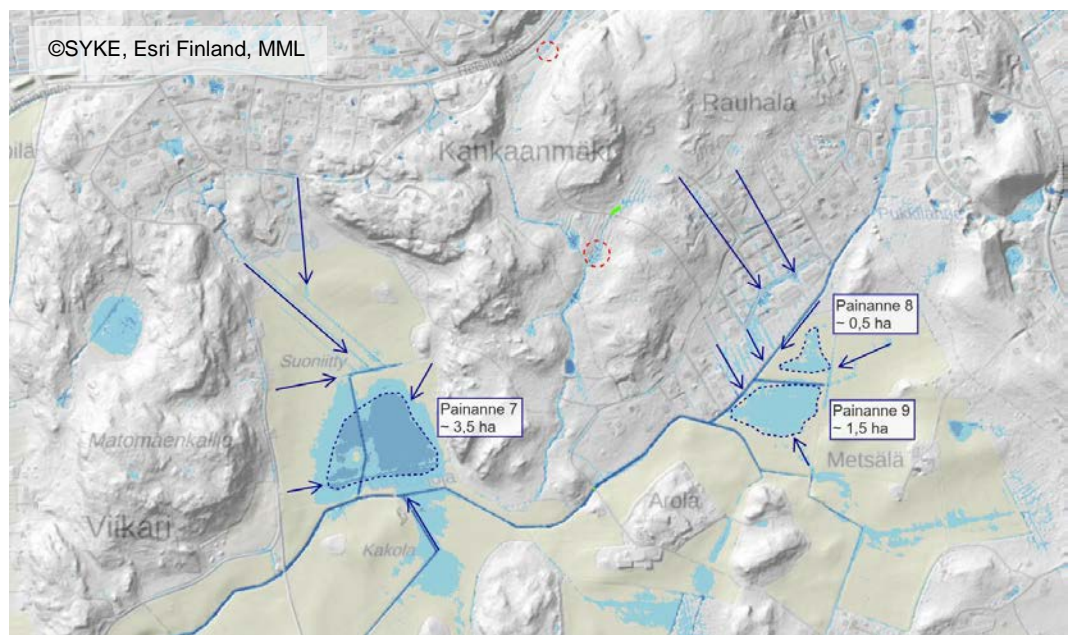 ©SYKE, Esri Finland, MML
Rauhala
Kankaanmäki
Painanne 8
~ 0,5 ha
Suoniitty
Painanne 7
~ 3,5 ha
Painanne 9
~ 1,5 ha
Matomäenkallio
Metsälä
Arola
Viikari
Kakola